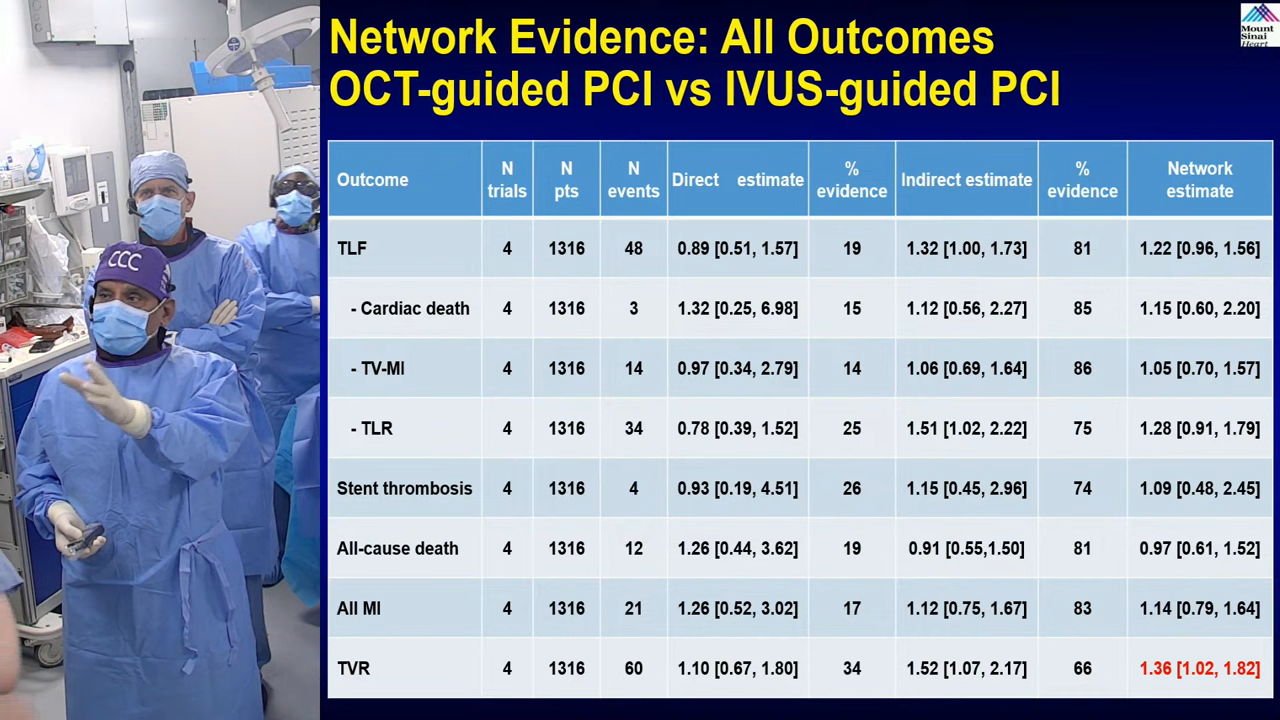 Network Evidence: All Outcomes
OCT-guided PCI vs IVUS-guided PCI
Mount
Sinai
Heart
CCC
Outcome N trials N pts N events Direct estimate % evidence Indirect estimate % evidence Network estimate
TLF 4 1316 48 0.89 [0.51, 1.57] 19 1.32 [1.00, 1.73] 81 1.22 [0.96, 1.56]
- Cardiac death 4 1316 3 1.32 [0.25, 6.98] 15 1.12 [0.56, 2.27] 85 1.15 [0.60, 2.20]
- TV-MI 4 1316 14 0.97 [0.34, 2.79] 14 1.06 [0.69, 1.64] 86 1.05 [0.70, 1.57]
- TLR 4 1316 34 0.78 [0.39, 1.52] 25 1.51 [1.02, 2.22] 75 1.28 [0.91, 1.79]
Stent thrombosis 4 1316 4 0.93 [0.19, 4.51] 26 1.15 [0.45, 2.96] 74 1.09 [0.48, 2.45]
All-cause death 4 1316 12 1.26 [0.44, 3.62] 19 0.91 [0.55,1.50] 81 0.97 [0.61, 1.52]
All MI 4 1316 21 1.26 [0.52, 3.02] 17 1.12 [0.75, 1.67] 83 1.14 [0.79, 1.64]
TVR 4 1316 60 1.10 [0.67, 1.80] 34 1.52 [1.07, 2.17] 66 1.36 [1.02, 1.82]